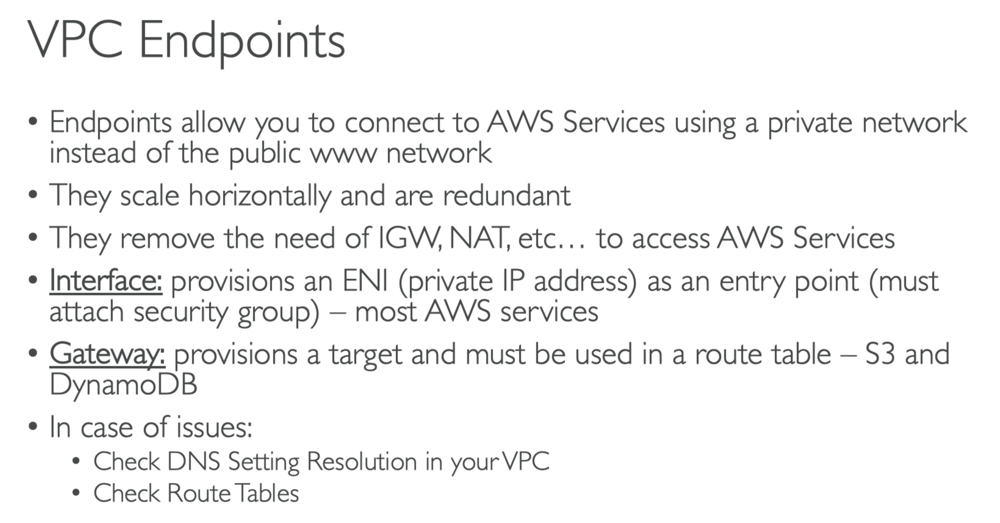 VPC Endpoints
• Endpoints allow you to connect to AWS Services using a private network
instead of the public www network
• They scale horizontally and are redundant
• They remove the need of IGW, NAT, etc... to access AWS Services
• Interface: provisions an ENI (private IP address) as an entry point (must
attach security group) – most AWS services
• Gateway: provisions a target and must be used in a route table – S3 and
DynamoDB
• In case of issues:
• Check DNS Setting Resolution in your VPC
• Check Route Tables